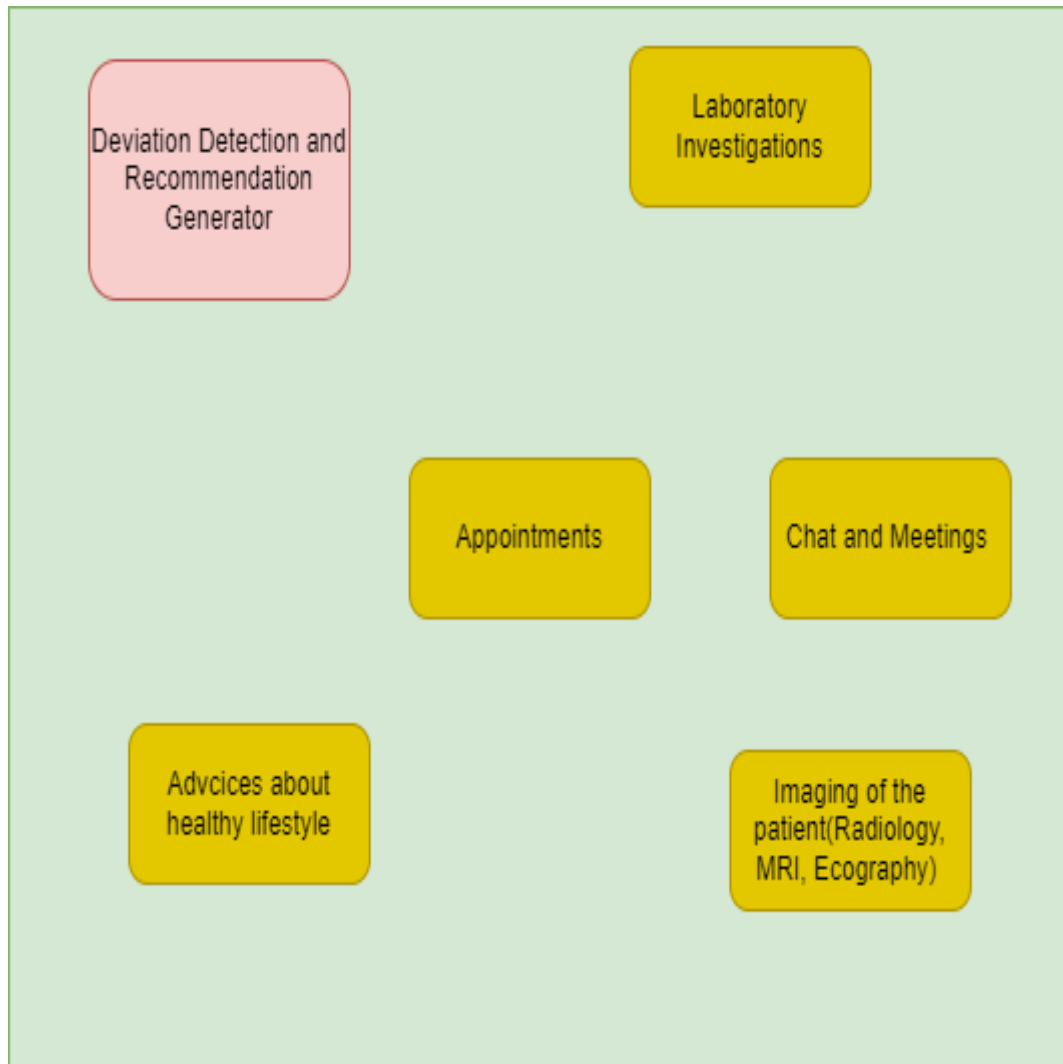 Deviation Detection and
Recommendation
Generator
Laboratory
Investigations
Appointments
Chat and Meetings
Advcices about
healthy lifestyle
Imaging of the
patient(Radiology,
MRI, Ecography)